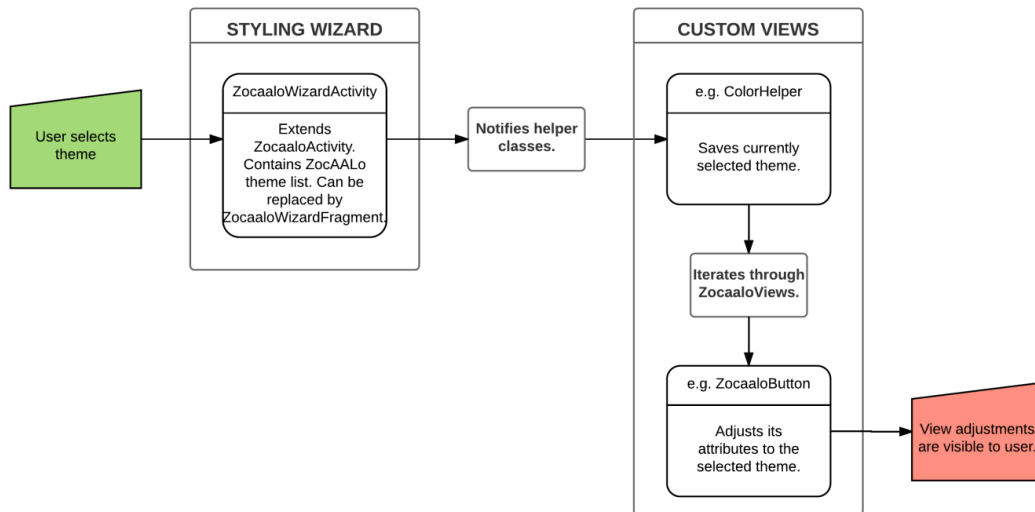 STYLING WIZARD
CUSTOM VIEWS
User selects
theme
ZocaaloWizardActivity
Extends
ZocaaloActivity.
Contains ZocAALo
theme list. Can be
replaced by
ZocaaloWizardFragment.
Notifies helper
classes.
e.g. ColorHelper
Saves currently
selected theme.
Iterates through
ZocaaloViews.
e.g. ZocaaloButton
Adjusts its
attributes to the
selected theme.
View adjustments
are visible to user.